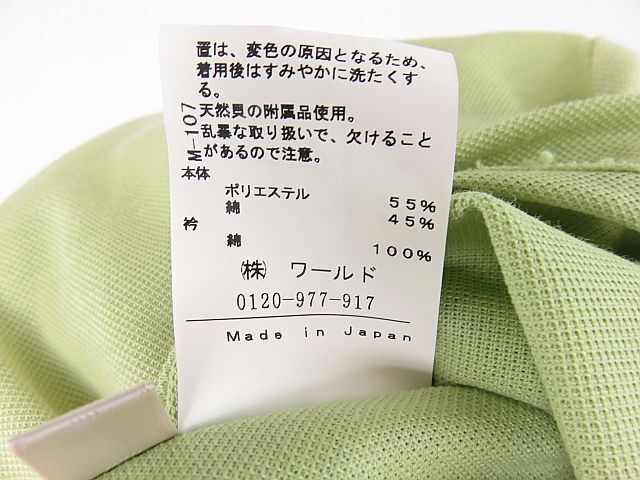 置は、変色の原因となるため、
着用後はすみやかに洗たくす
る。
天然貝の附属品使用。
乱暴な取り扱いで、欠けること
があるので注意。
M-107
本体
ポリエステル 55%
綿 45%
衿
綿 100%
㈱ ワールド
0120-977-917
Made in Japan